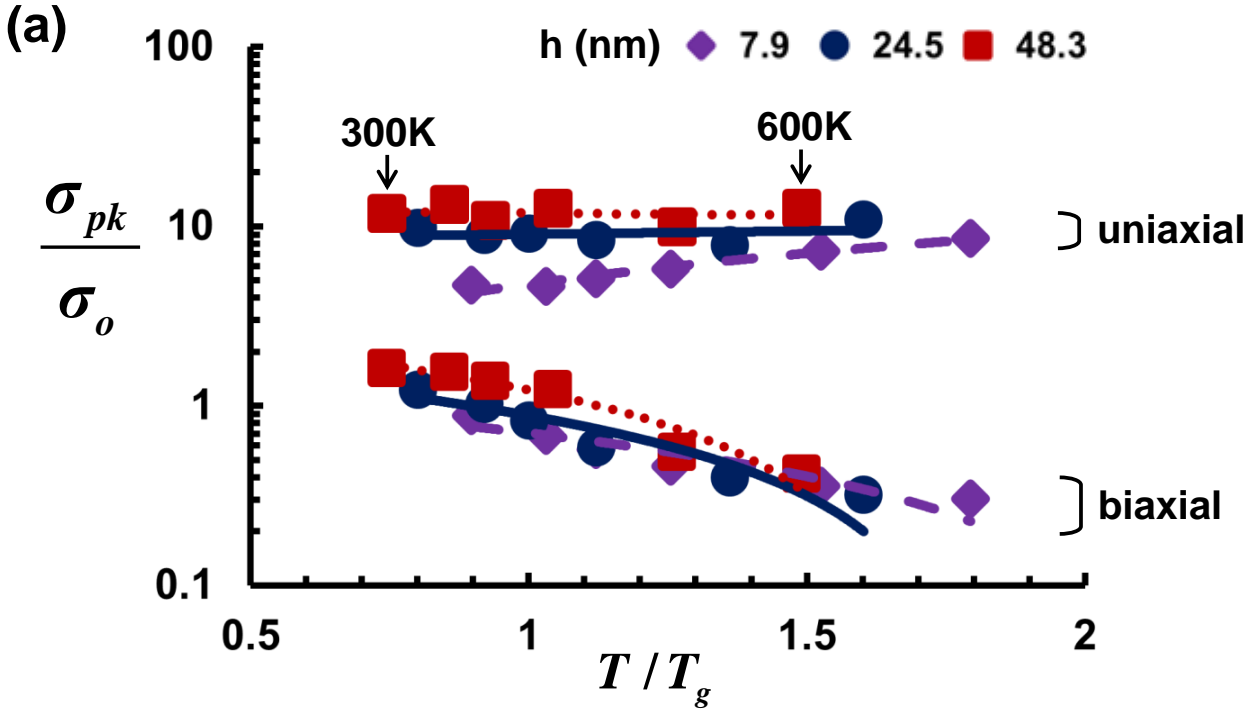 (a)
100
h (nm) 7.9 24.5 48.3
300K
600K
σpk
σo
10
uniaxial
1
biaxial
0.1
0.5 1 1.5 2
T / Tg